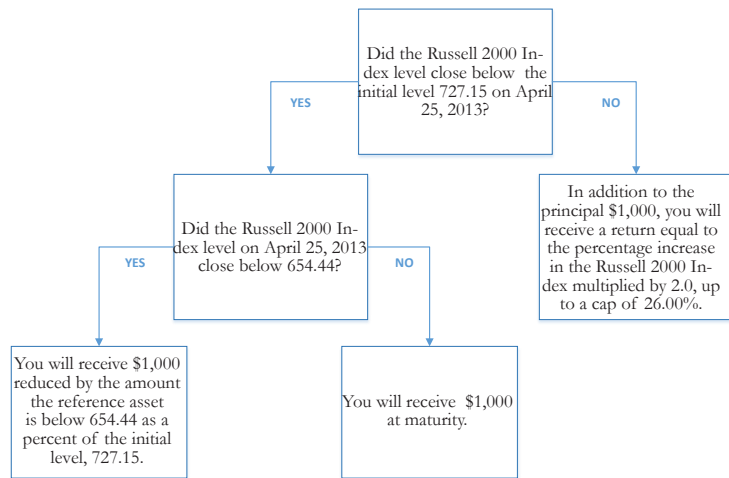 Did the Russell 2000 In-
dex level close below the
initial level 727.15 on April
25, 2013?
YES
NO
Did the Russell 2000 In-
dex level on April 25, 2013
close below 654.44?
In addition to the
principal $1,000, you will
receive a return equal to
the percentage increase
in the Russell 2000 In-
dex multiplied by 2.0, up
to a cap of 26.00%.
YES
NO
You will receive $1,000
reduced by the amount
the reference asset
is below 654.44 as a
percent of the initial
level, 727.15.
You will receive $1,000
at maturity.